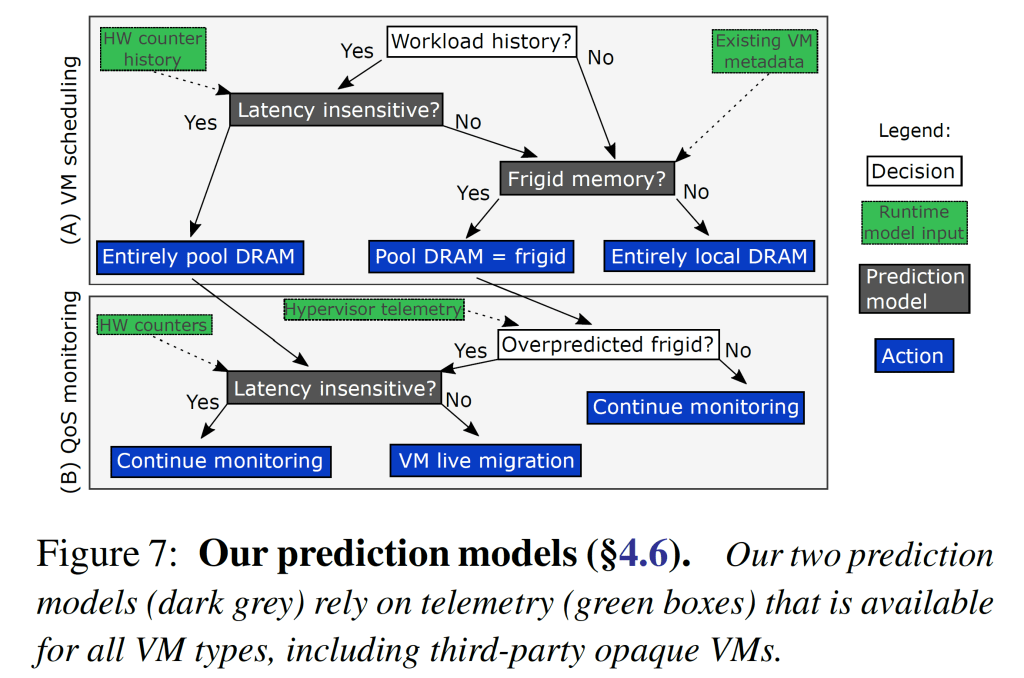 (A) VM scheduling
HW counter
history
Workload history?
Yes
No
Existing VM
metadata
Latency insensitive?
Yes
No
Frigid memory?
Yes
No
Entirely pool DRAM
Pool DRAM = frigid
Entirely local DRAM
(B) QoS monitoring
HW counters
Hypervisor telemetry
Overpredicted frigid?
Yes
No
Latency insensitive?
Yes
No
Continue monitoring
Continue monitoring
VM live migration
Legend:
Decision
Runtime
model input
Prediction
model
Action
Figure 7: Our prediction models (§4.6). Our two prediction
models (dark grey) rely on telemetry (green boxes) that is available
for all VM types, including third-party opaque VMs.